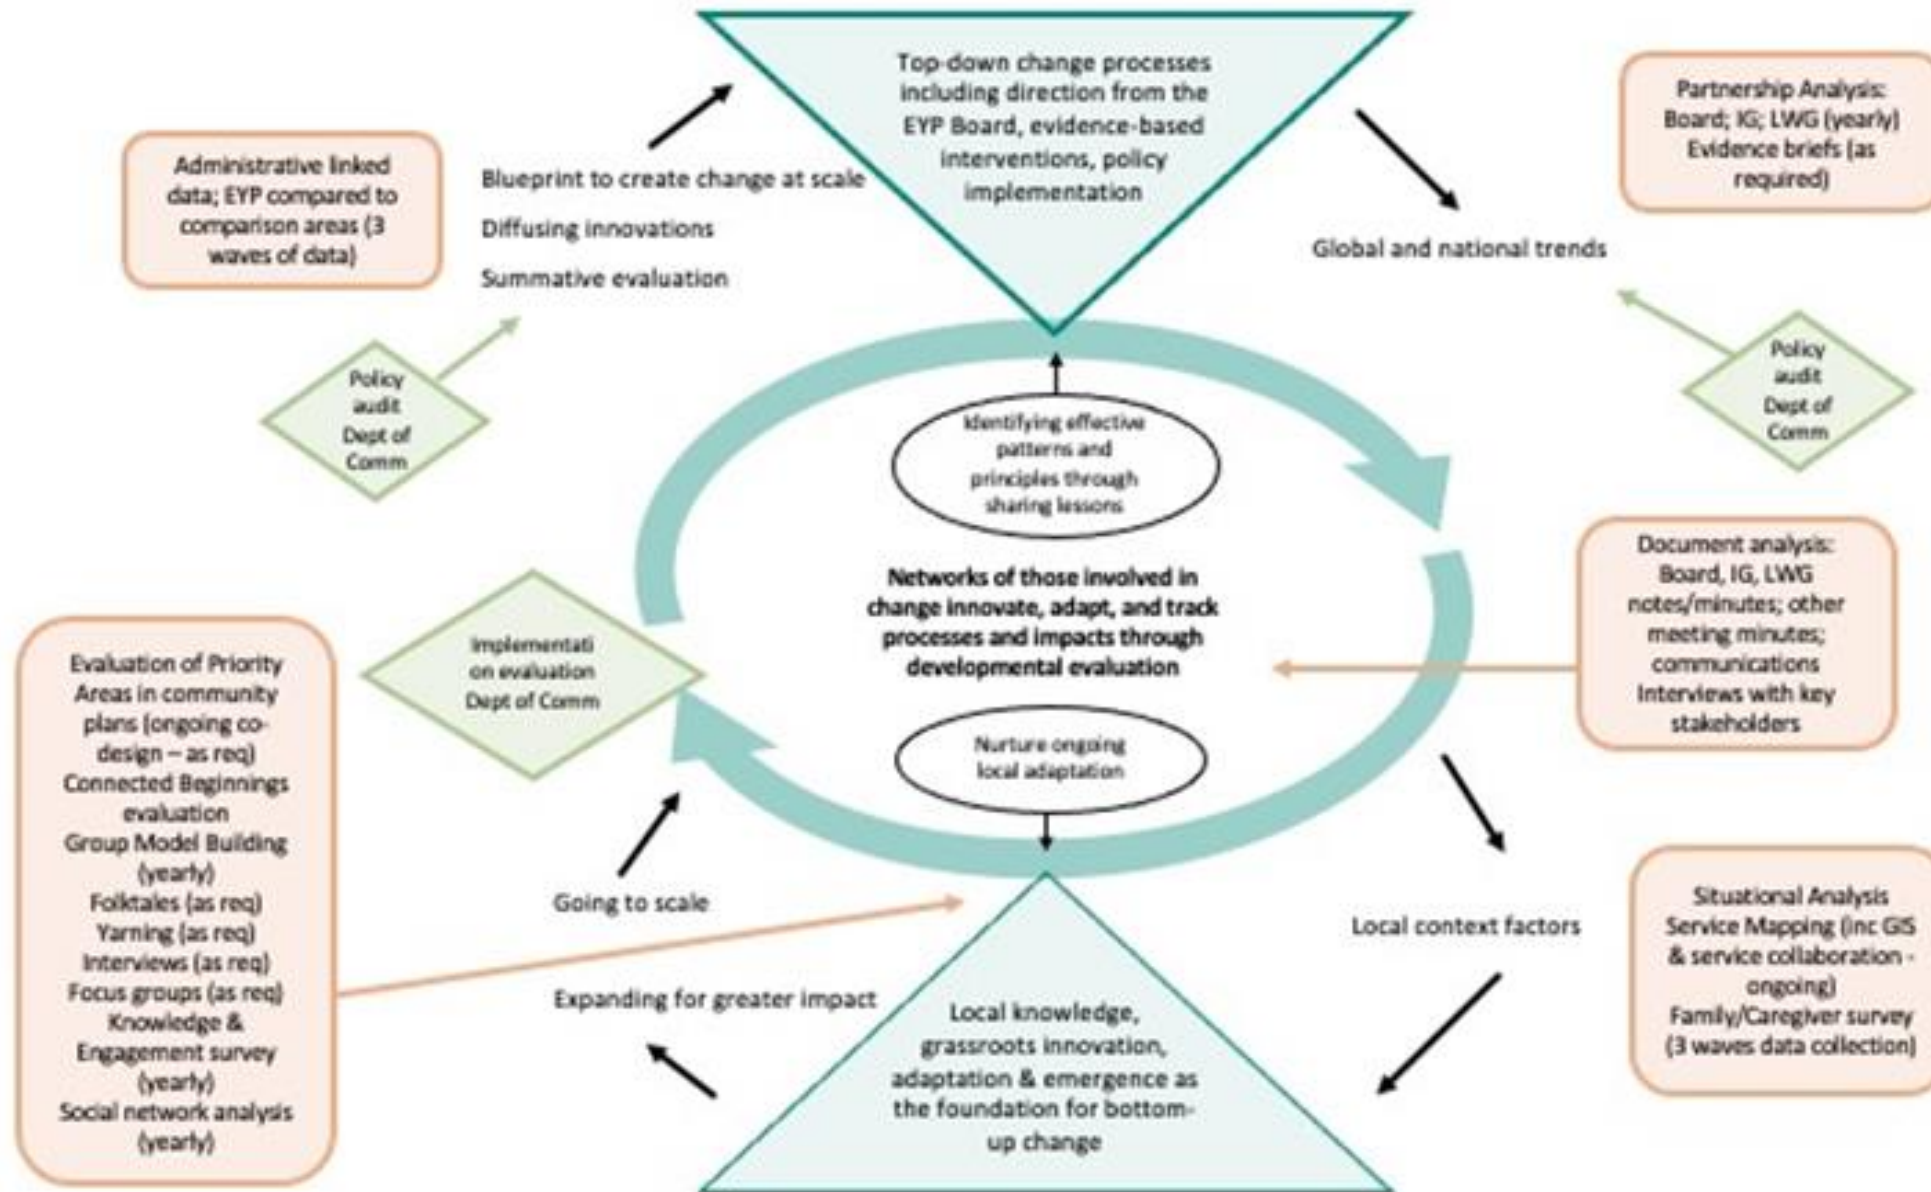 Top-down change processes
including direction from the
EYP Board, evidence-based
interventions, policy
implementation
Partnership Analysis:
Board; IG; LWG (yearly)
Evidence briefs (as
required)
Administrative linked
data; EYP compared to
comparison areas (3
waves of data)
Blueprint to create change at scale
Diffusing innovations
Summative evaluation
Global and national trends
Policy
audit
Dept of
Comm
Policy
audit
Dept of
Comm
Identifying effective
patterns and
principles through
sharing lessons
Networks of those involved in
change innovate, adapt, and track
processes and impacts through
developmental evaluation
Document analysis:
Board, IG, LWG
notes/minutes; other
meeting minutes;
communications
Interviews with key
stakeholders
Implementati
on evaluation
Dept of Comm
Evaluation of Priority
Areas in community
plans (ongoing co-
design – as req)
Connected Beginnings
evaluation
Group Model Building
(yearly)
Folktales (as req)
Yarning (as req)
Interviews (as req)
Focus groups (as req)
Knowledge &
Engagement survey
(yearly)
Social network analysis
(yearly)
Nurture ongoing
local adaptation
Going to scale
Expanding for greater impact
Local context factors
Situational Analysis
Service Mapping (inc GIS
& service collaboration -
ongoing)
Family/Caregiver survey
(3 waves data collection)
Local knowledge,
grassroots innovation,
adaptation & emergence as
the foundation for bottom-
up change